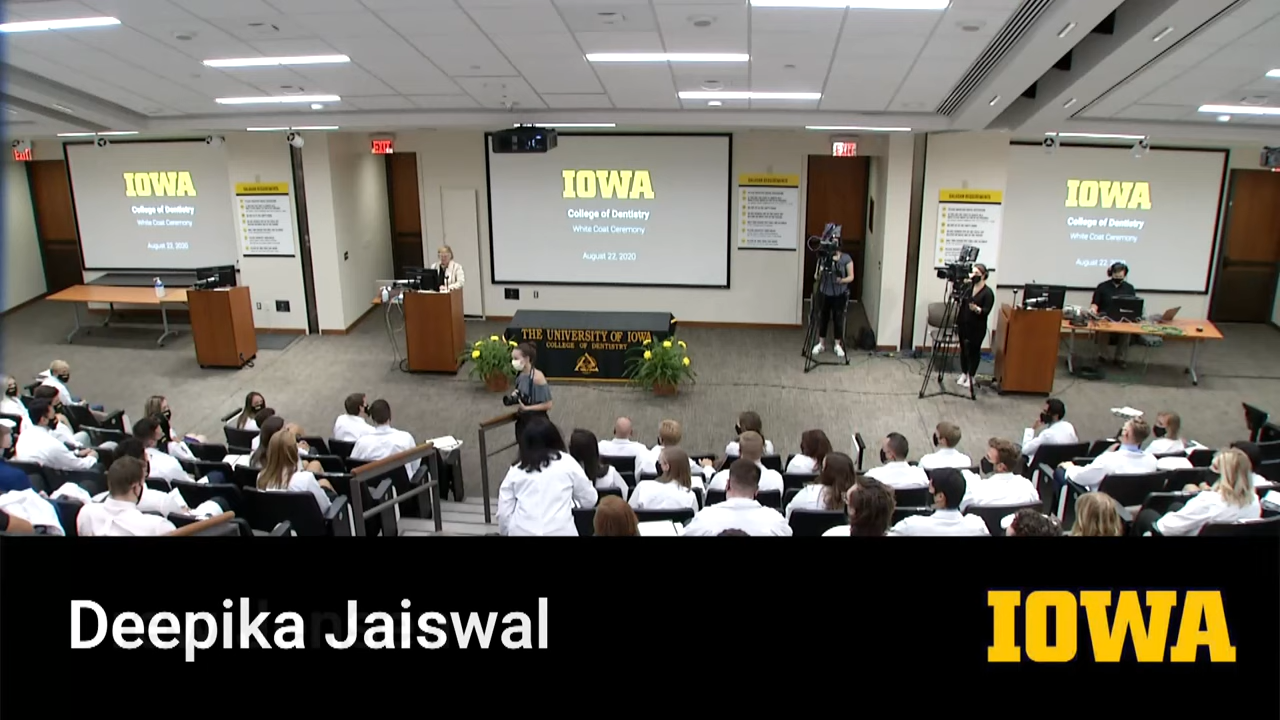 EXIT
EXIT
EXIT
IOWA
College of Dentistry
White Coat Ceremony
August 22, 2020
IOWA
College of Dentistry
White Coat Ceremony
August 22, 2020
IOWA
College of Dentistry
White Coat Ceremony
THE UNIVERSITY OF IOWA
COLLEGE OF DENTISTRY
Deepika Jaiswal
IOWA